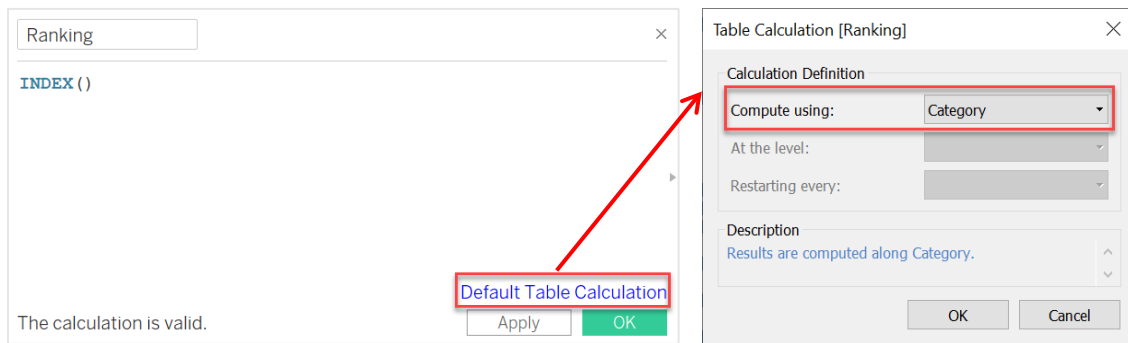 Ranking
INDEX()
Default Table Calculation
The calculation is valid.
Apply
OK
Table Calculation [Ranking]
Calculation Definition
Compute using:
Category
At the level:
Restarting every:
Description
Results are computed along Category.
OK
Cancel